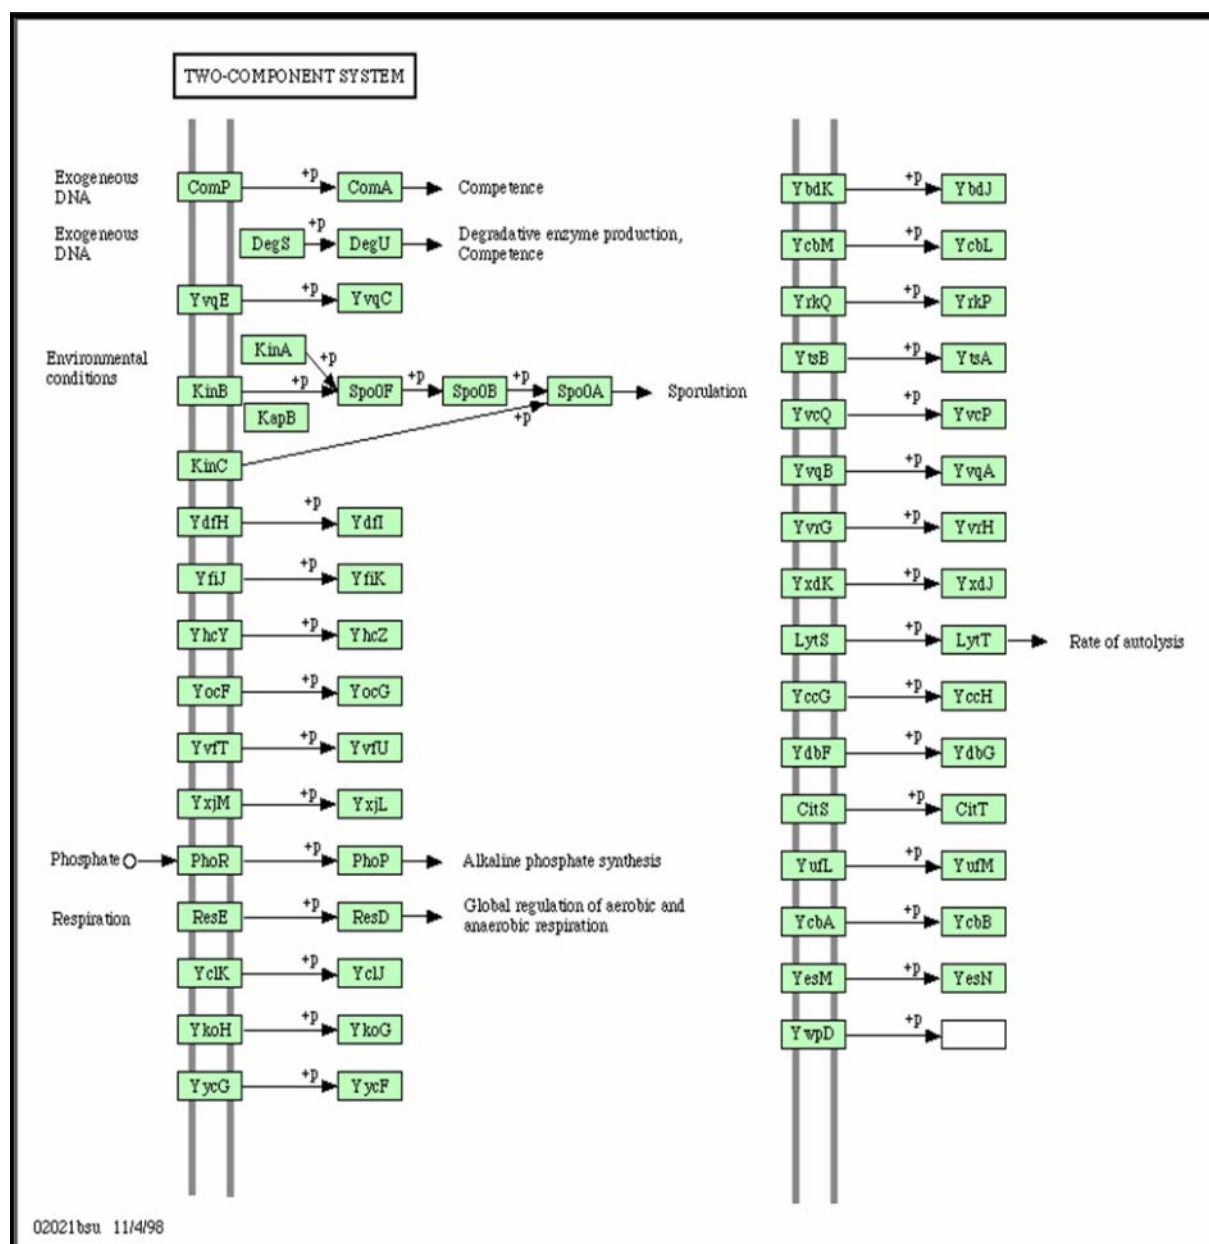 TWO-COMPONENT SYSTEM
Exogeneous
DNA
ComP
+p
ComA
Competence
Exogeneous
DNA
DegS
+p
DegU
Degradative enzyme production,
Competence
YvqE
+p
YvqC
Environmental
conditions
KinA
+p
KinB
+p
Spo0F
+p
Spo0B
+p
Spo0A
Sporulation
KapB
+p
KinC
YdfH
+p
YdfI
YfiJ
+p
YfiK
YhcY
+p
YhcZ
YocF
+p
YocG
YvfT
+p
YvfU
YxjM
+p
YxjL
Phosphate
PhoR
+p
PhoP
Alkaline phosphate synthesis
Respiration
ResE
+p
ResD
Global regulation of aerobic and
anaerobic respiration
YclK
+p
YclJ
YkoH
+p
YkoG
YycG
+p
YycF
YbdK
+p
YbdJ
YcbM
+p
YcbL
YrkQ
+p
YrkP
YtsB
+p
YtsA
YvcQ
+p
YvcP
YvqB
+p
YvqA
YvrG
+p
YvrH
YxdK
+p
YxdJ
LytS
+p
LytT
Rate of autolysis
YccG
+p
YccH
YdbF
+p
YdbG
CitS
+p
CitT
YufL
+p
YufM
YcbA
+p
YcbB
YesM
+p
YesN
YwpD
+p
02021bsu 11/4/98